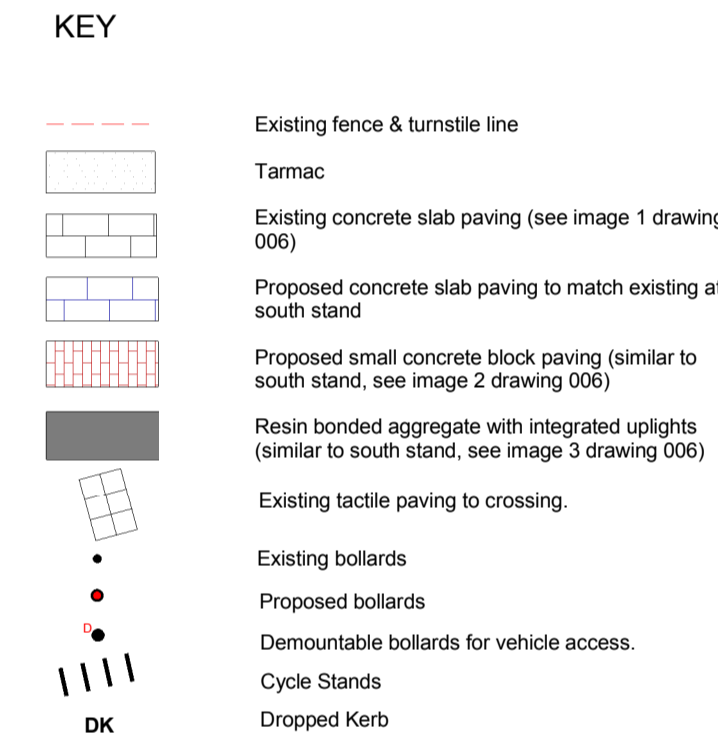 KEY
Existing fence & turnstile line
Tarmac
Existing concrete slab paving (see image 1 drawing
006)
Proposed concrete slab paving to match existing at
south stand
Proposed small concrete block paving (similar to
south stand, see image 2 drawing 006)
Resin bonded aggregate with integrated uplights
(similar to south stand, see image 3 drawing 006)
Existing tactile paving to crossing.
Existing bollards
Proposed bollards
D
Demountable bollards for vehicle access.
Cycle Stands
DK Dropped Kerb